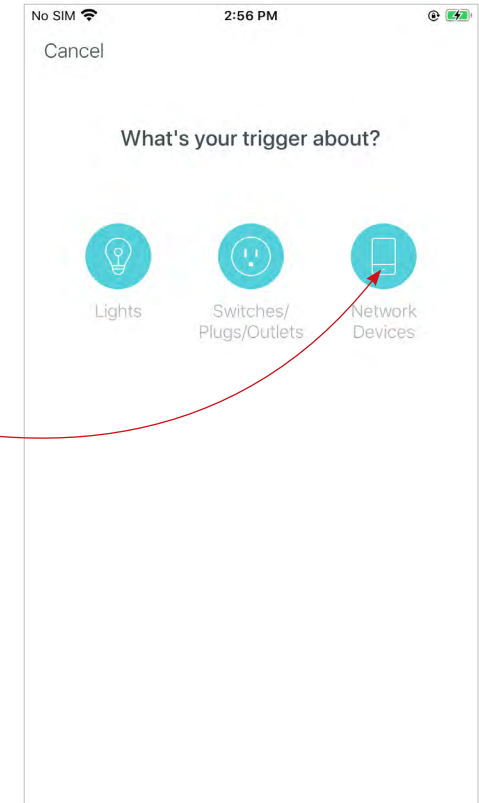 No SIM 2:56 PM
Cancel
What's your trigger about?
Lights
Switches/
Plugs/Outlets
Network
Devices